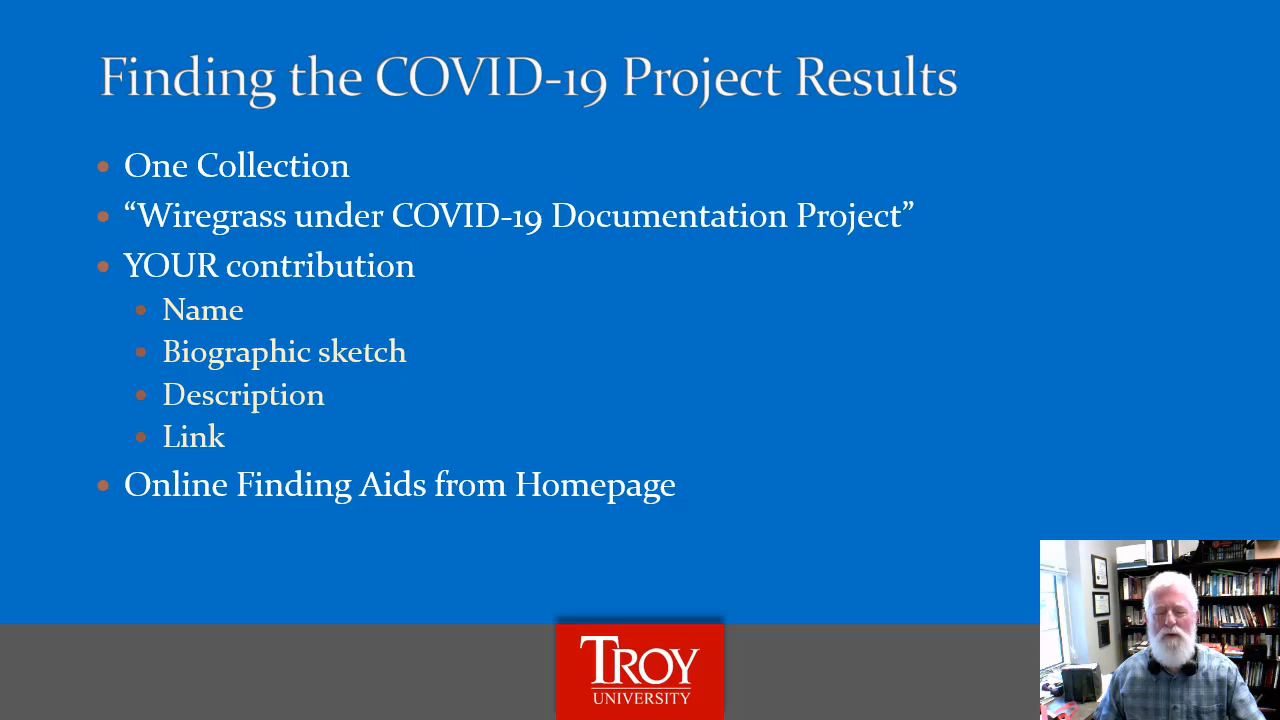 Finding the COVID-19 Project Results
One Collection
“Wiregrass under COVID-19 Documentation Project”
YOUR contribution
Name
Biographic sketch
Description
Link
Online Finding Aids from Homepage
TROY
UNIVERSITY